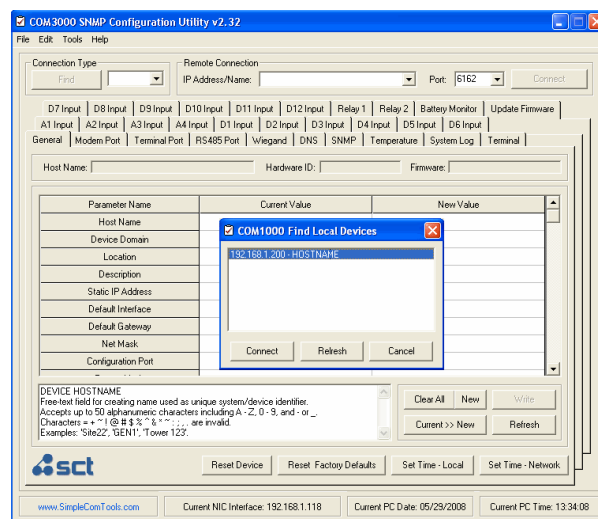 COM3000 SNMP Configuration Utility v2.32
File Edit Tools Help
Connection Type
Find
Remote Connection
IP Address/Name:
Port: 6162
Connect
D7 Input D8 Input D9 Input D10 Input D11 Input D12 Input Relay 1 Relay 2 Battery Monitor Update Firmware
A1 Input A2 Input A3 Input A4 Input D1 Input D2 Input D3 Input D4 Input D5 Input D6 Input
General Modem Port Terminal Port RS485 Port Wiegand DNS SNMP Temperature System Log Terminal
Host Name: Hardware ID: Firmware:
Parameter Name Current Value New Value
Host Name
Device Domain
Location
Description
Static IP Address
Default Interface
Default Gateway
Net Mask
Configuration Port
COM1000 Find Local Devices
192.168.1.200 - HOSTNAME
Connect Refresh Cancel
DEVICE HOSTNAME
Free-text field for creating name used as unique system/device identifier.
Accepts up to 50 alphanumeric characters including A - Z, 0 - 9, and - or _.
Characters = + ~ ! @ # $ % ^ & * ~ : ; , . are invalid.
Examples: 'Site22', 'GEN1', 'Tower 123'.
Clear All New Write
Current >> New Refresh
sct
Reset Device Reset Factory Defaults Set Time - Local Set Time - Network
www.SimpleComTools.com Current NIC Interface: 192.168.1.118 Current PC Date: 05/29/2008 Current PC Time: 13:34:08